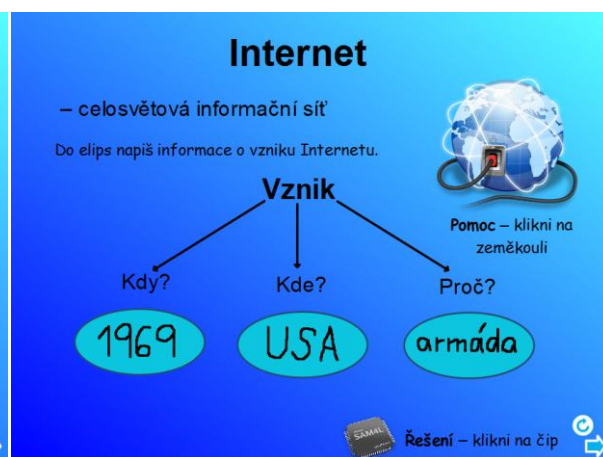 Internet
– celosvětová informační síť
Do elips napiš informace o vzniku Internetu.
Vznik
Pomoc – klikni na
zeměkouli
Kdy?
Kde?
Proč?
1969
USA
armáda
SAM4L
Řešení – klikni na čip